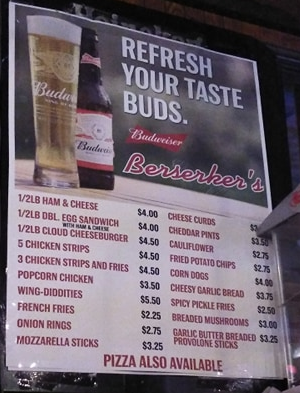 Heineken
REFRESH
YOUR TASTE
BUDS.
Budweiser
Berserker's
1/2LB HAM & CHEESE $4.00
1/2LB DBL. EGG SANDWICH $4.00
WITH HAM & CHEESE
1/2LB CLOUD CHEESEBURGER $4.50
5 CHICKEN STRIPS $4.50
3 CHICKEN STRIPS AND FRIES $4.50
POPCORN CHICKEN $3.50
WING-DIDDITIES $5.50
FRENCH FRIES $2.25
ONION RINGS $2.75
MOZZARELLA STICKS $3.25
CHEESE CURDS
CHEDDAR PINTS $3.50
CAULIFLOWER $2.75
FRIED POTATO CHIPS $2.75
CORN DOGS
CHEESY GARLIC BREAD $3.75
SPICY PICKLE FRIES $2.50
BREADED MUSHROOMS $3.00
GARLIC BUTTER BREADED $3.25
PROVOLONE STICKS
PIZZA ALSO AVAILABLE